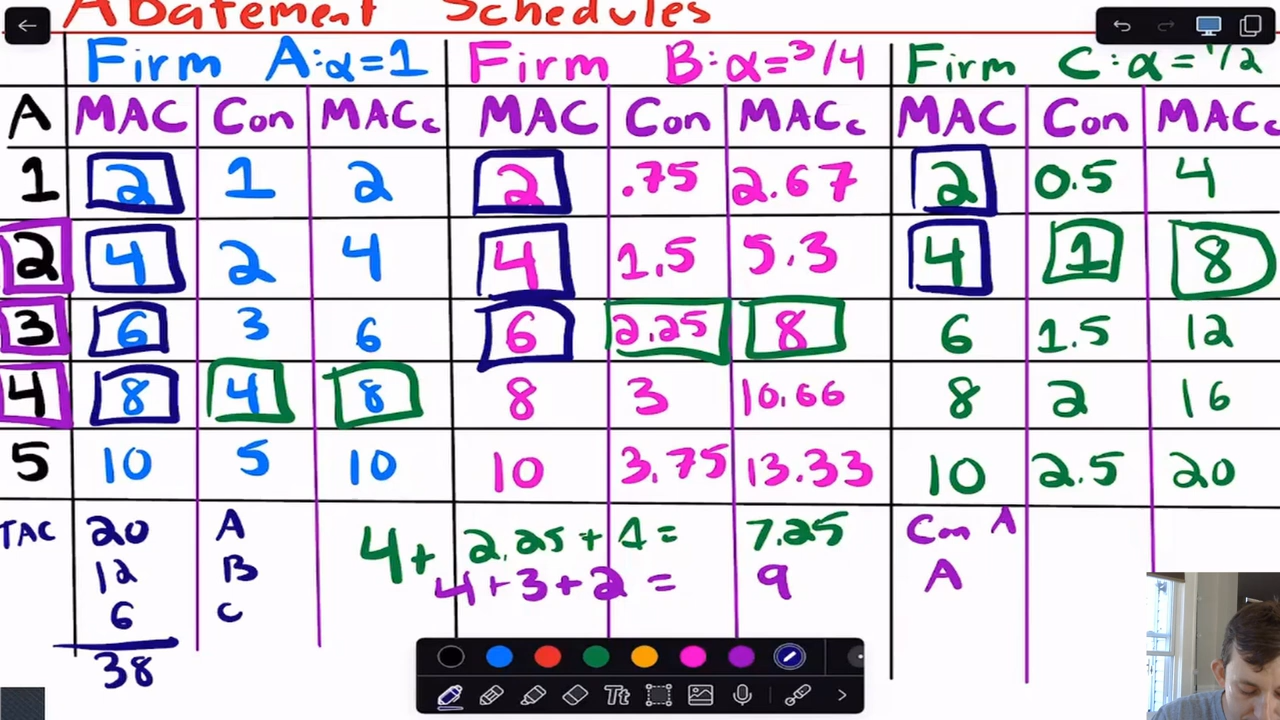 Abatement Schedules
Firm A: α=1 Firm B: α=3/4 Firm C: α=1/2
A MAC Con MACc MAC Con MACc MAC Con MACc
1 2 1 2 2 .75 2.67 2 0.5 4
2 4 2 4 4 1.5 5.3 4 1 8
3 6 3 6 6 2.25 8 6 1.5 12
4 8 4 8 8 3 10.66 8 2 16
5 10 5 10 10 3.75 13.33 10 2.5 20
TAC 20 A 4+ 2.25+1= 7.25 Con A
12 B 4+3+2 = 9 A
6 C
38
Tt